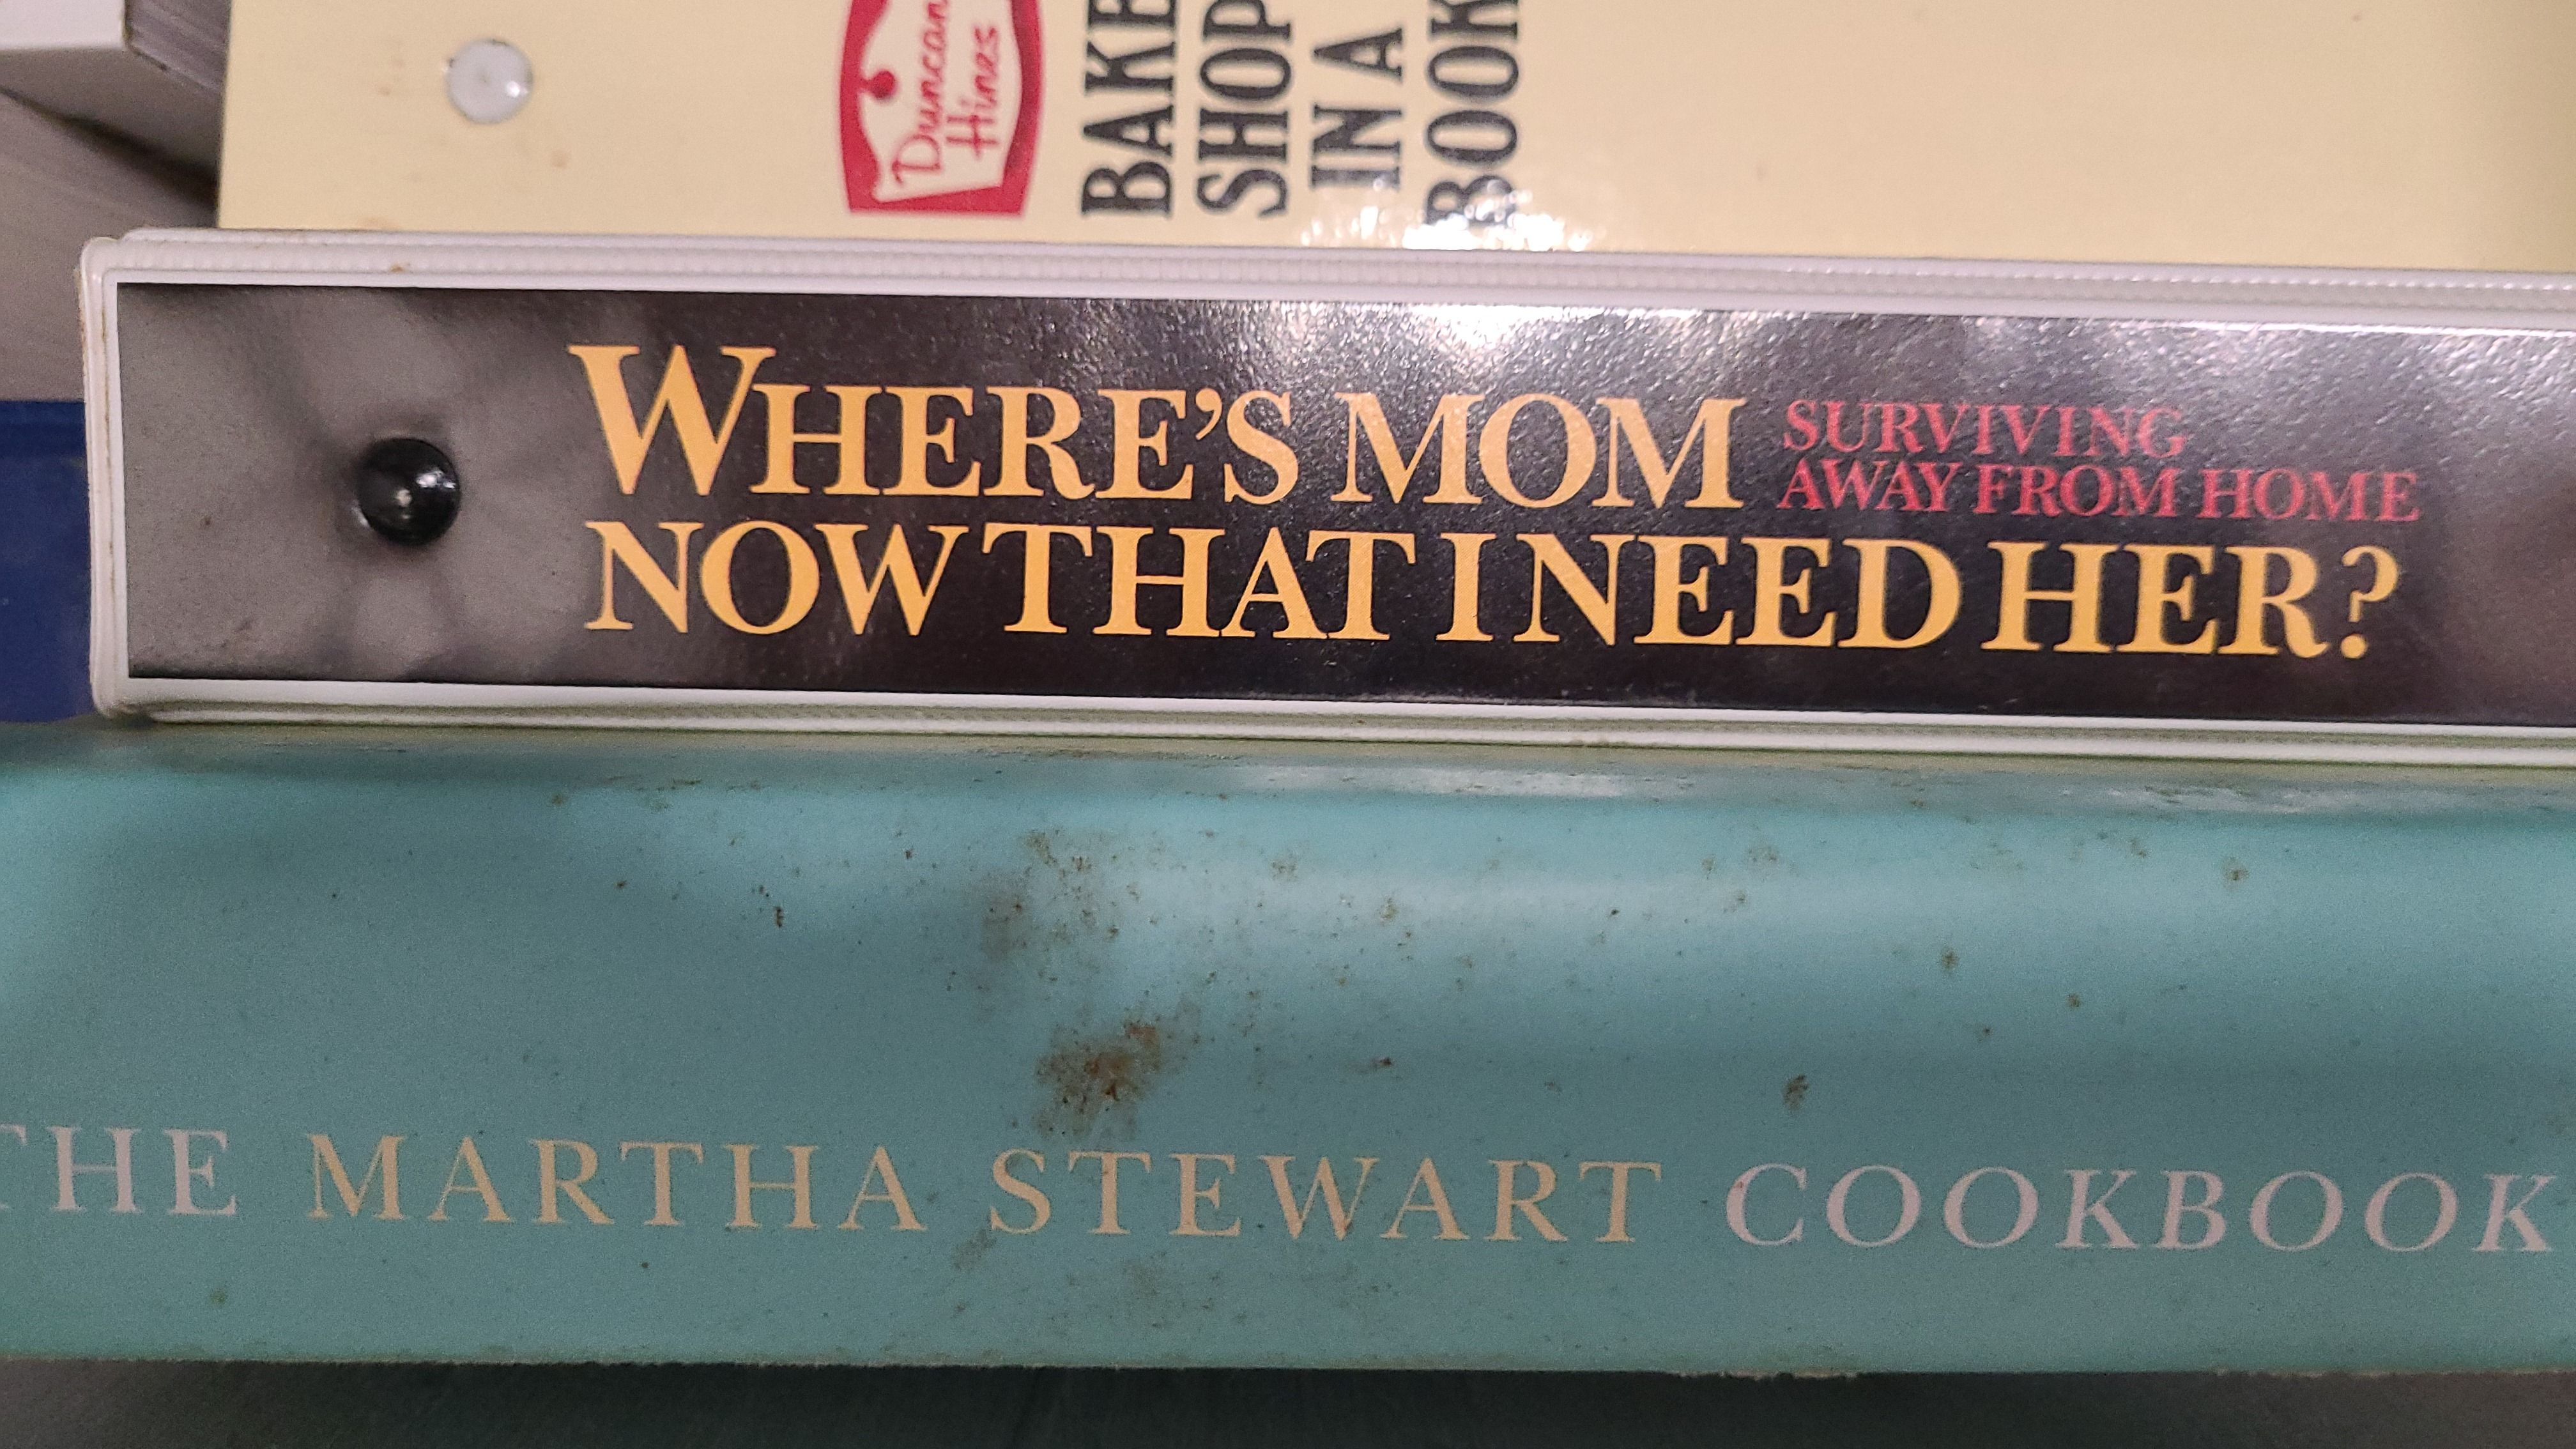 Duncan
Hines
BAKE
SHOP
IN A
BOOK
WHERE'S MOM
NOW THAT I NEED HER?
SURVIVING
AWAY FROM HOME
THE MARTHA STEWART COOKBOOK